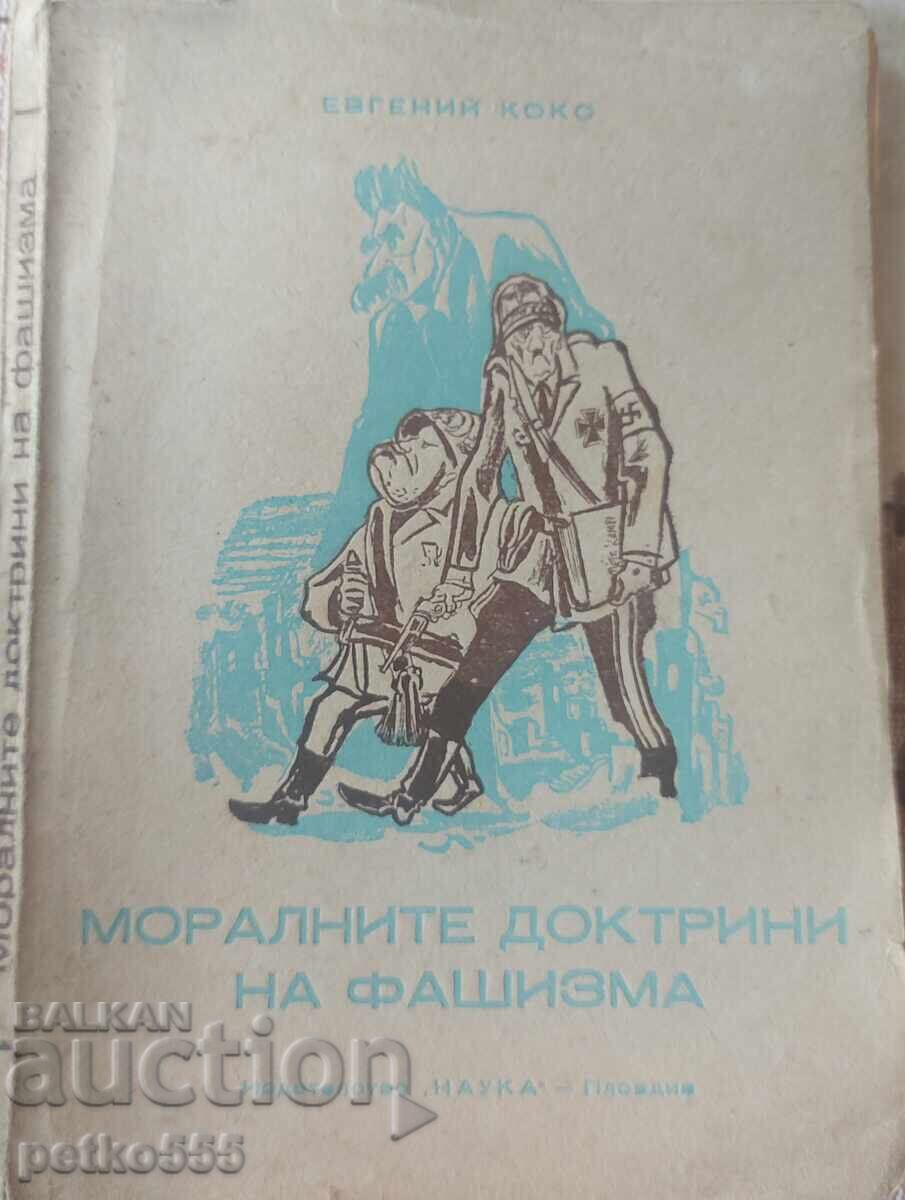 ЕВГЕНИЙ КОКО
МОРАЛНИТЕ ДОКТРИНИ
НА ФАШИЗМА
Издателство „НАУКА“ – Пловдив
Моралните доктрини на фашизма
BALKAN
auction
petko555